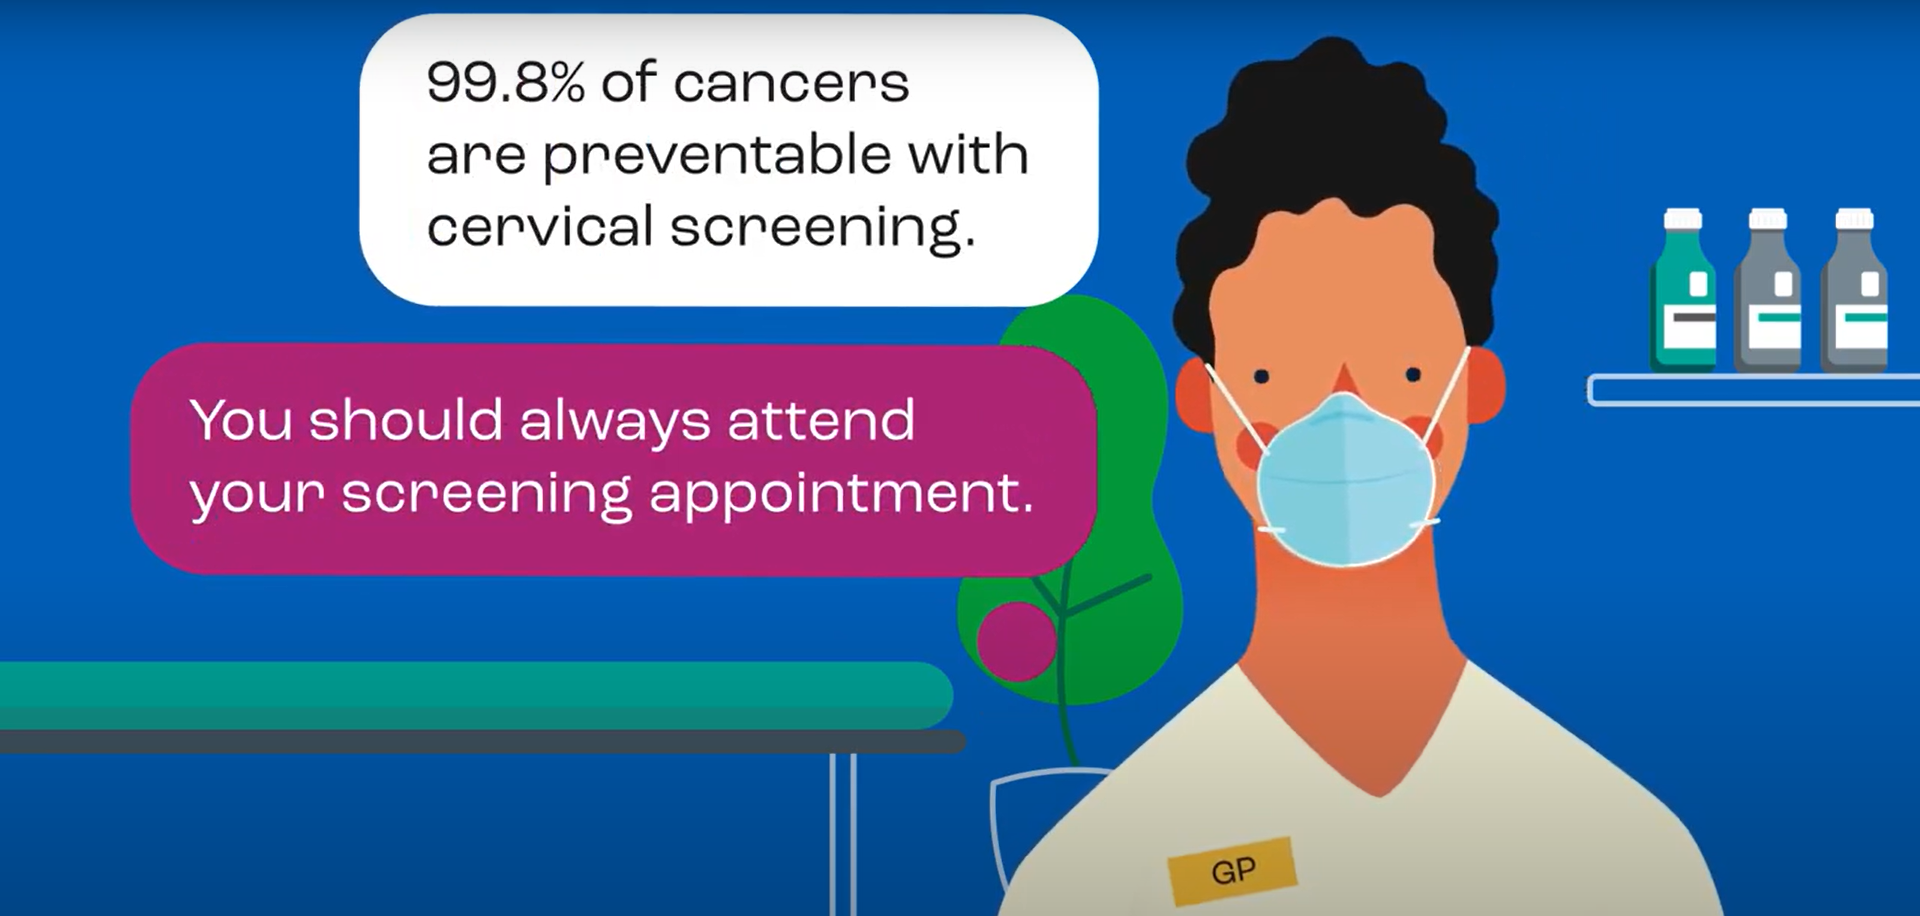 99.8% of cancers
are preventable with
cervical screening.
You should always attend
your screening appointment.
GP